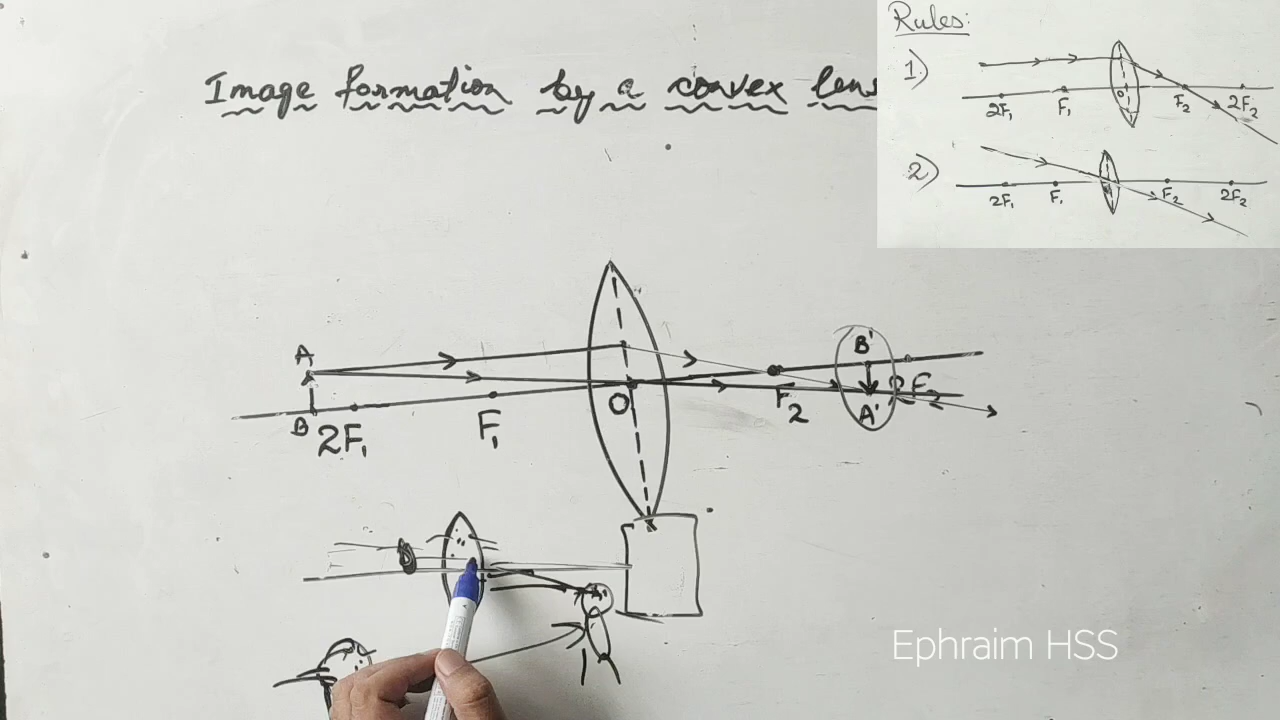 Image formation by a convex lens
Rules:
1)
2F₁ F₁ O F₂ 2F₂
2)
2F₁ F₁ F₂ 2F₂
A
B 2F₁ F₁ O F₂ B' 2F₂
A'
Ephraim HSS